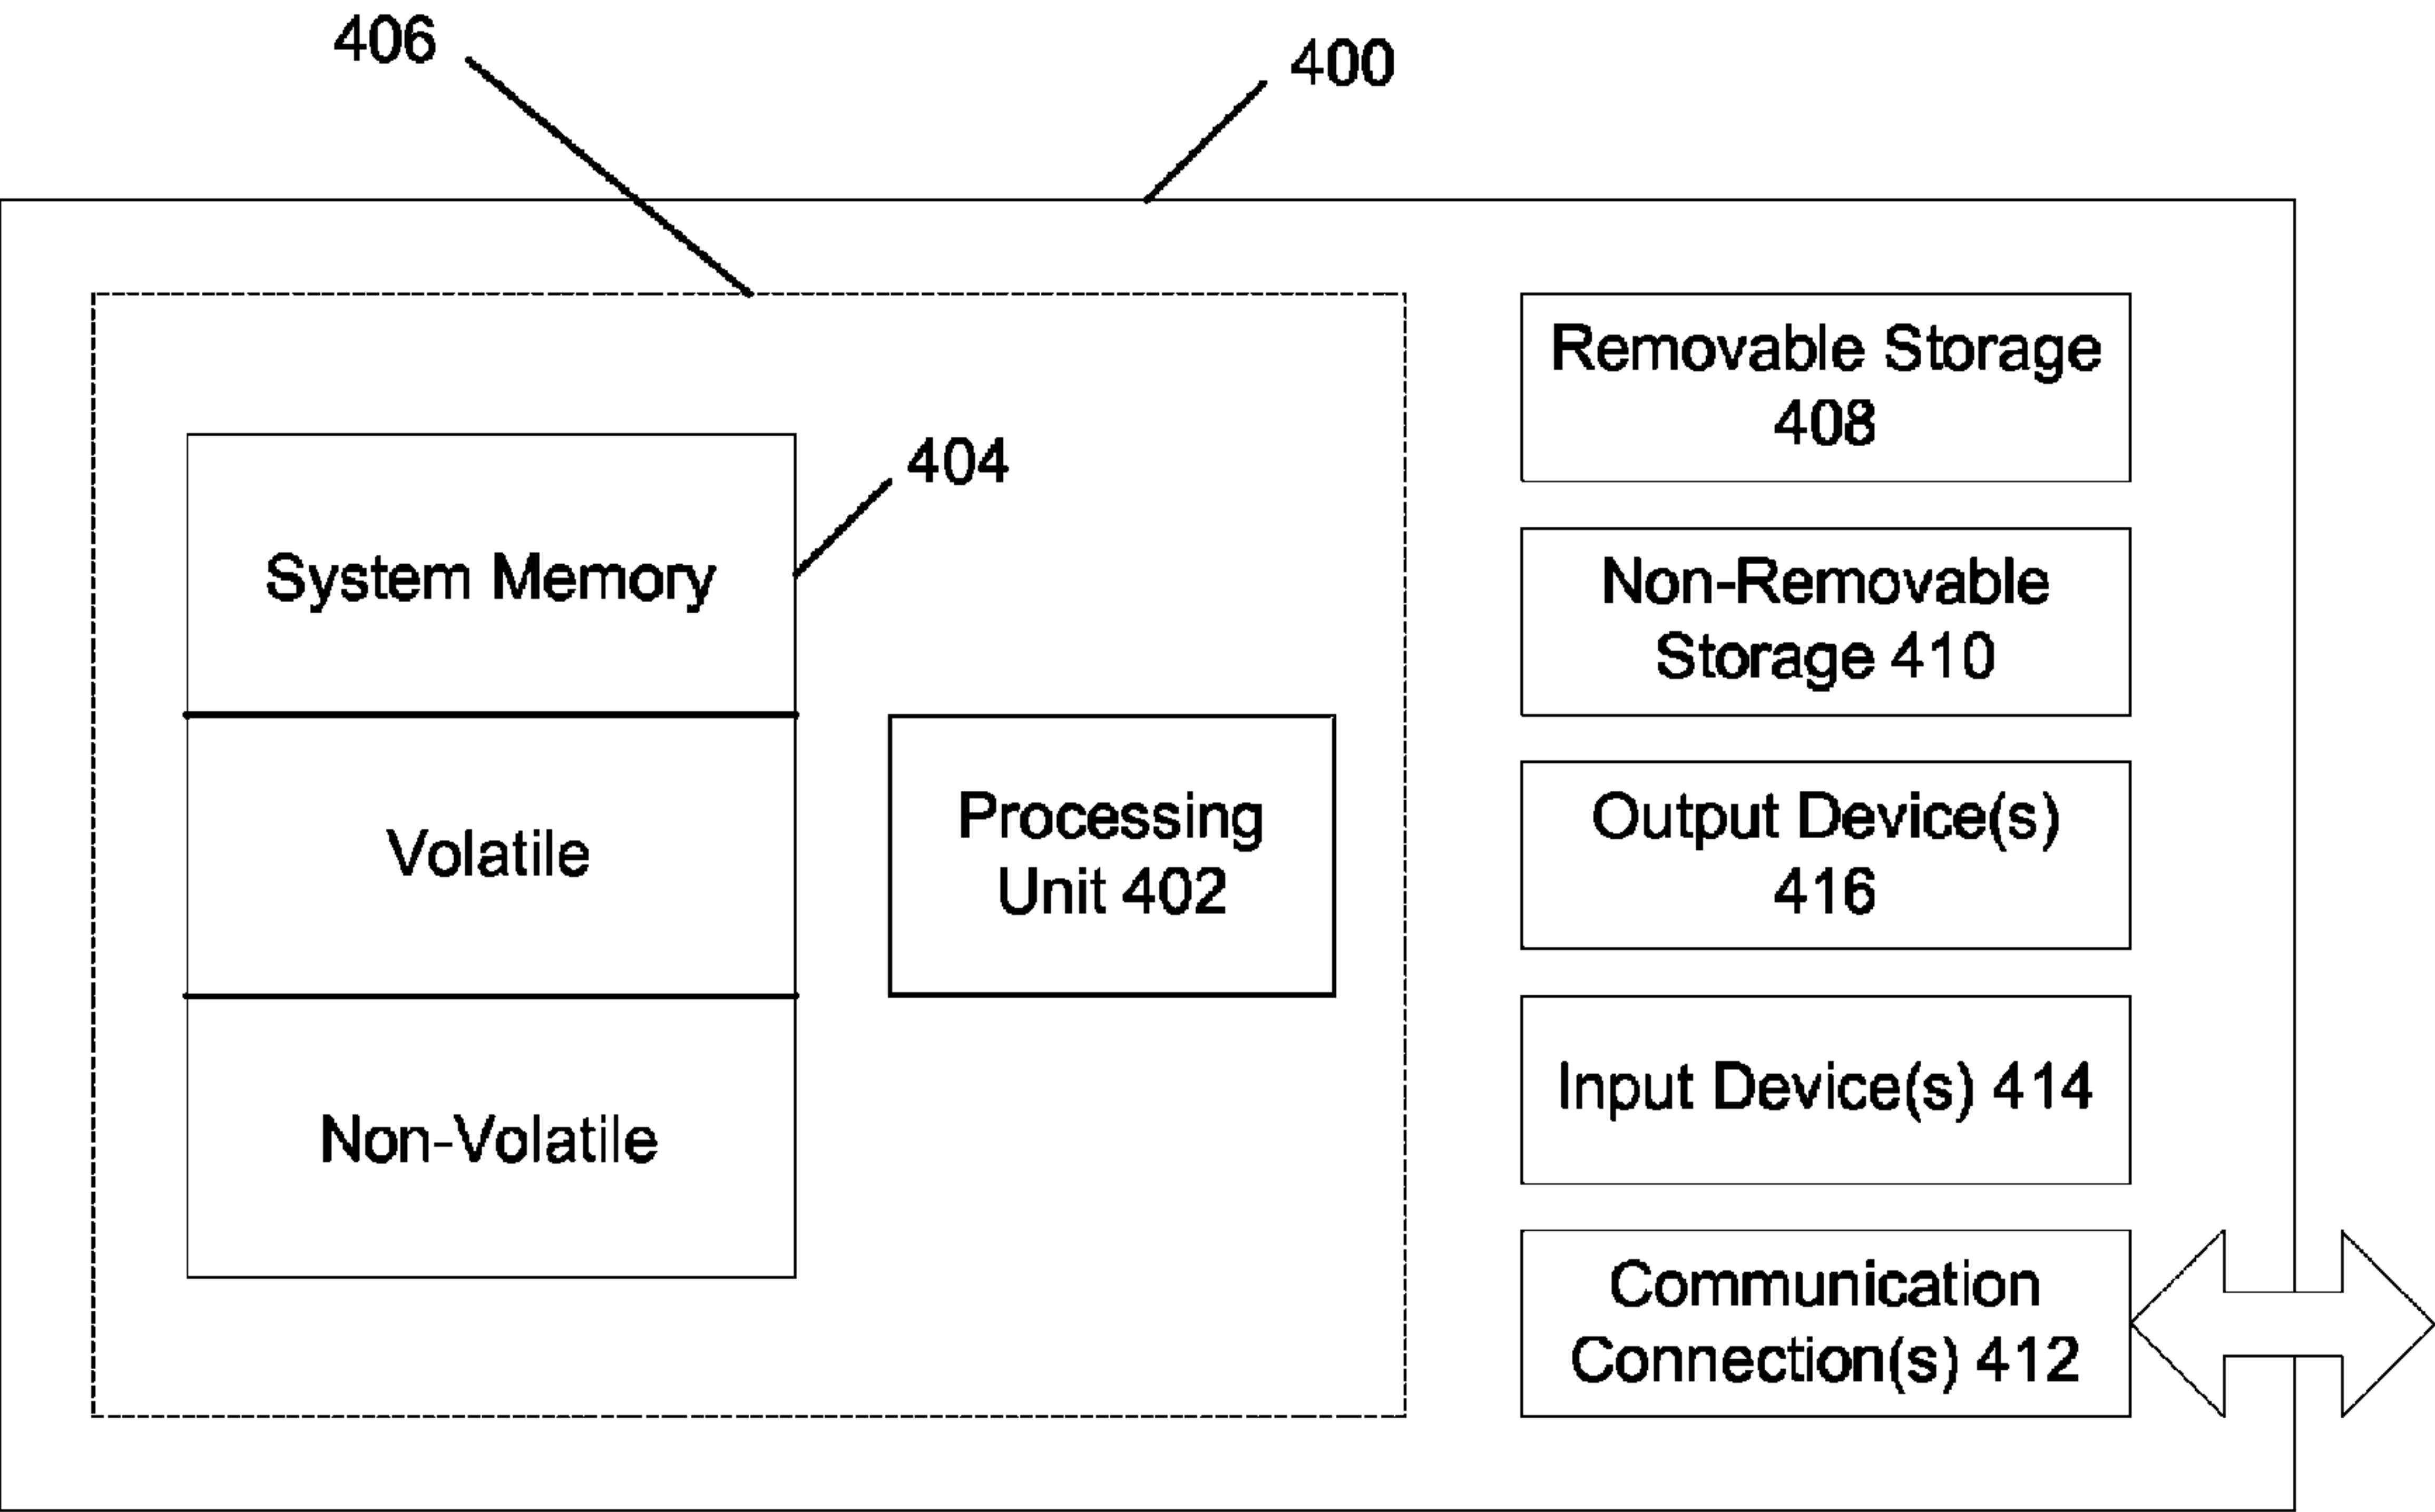 406
400
404
System Memory
Volatile
Non-Volatile
Processing
Unit 402
Removable Storage
408
Non-Removable
Storage 410
Output Device(s)
416
Input Device(s) 414
Communication
Connection(s) 412